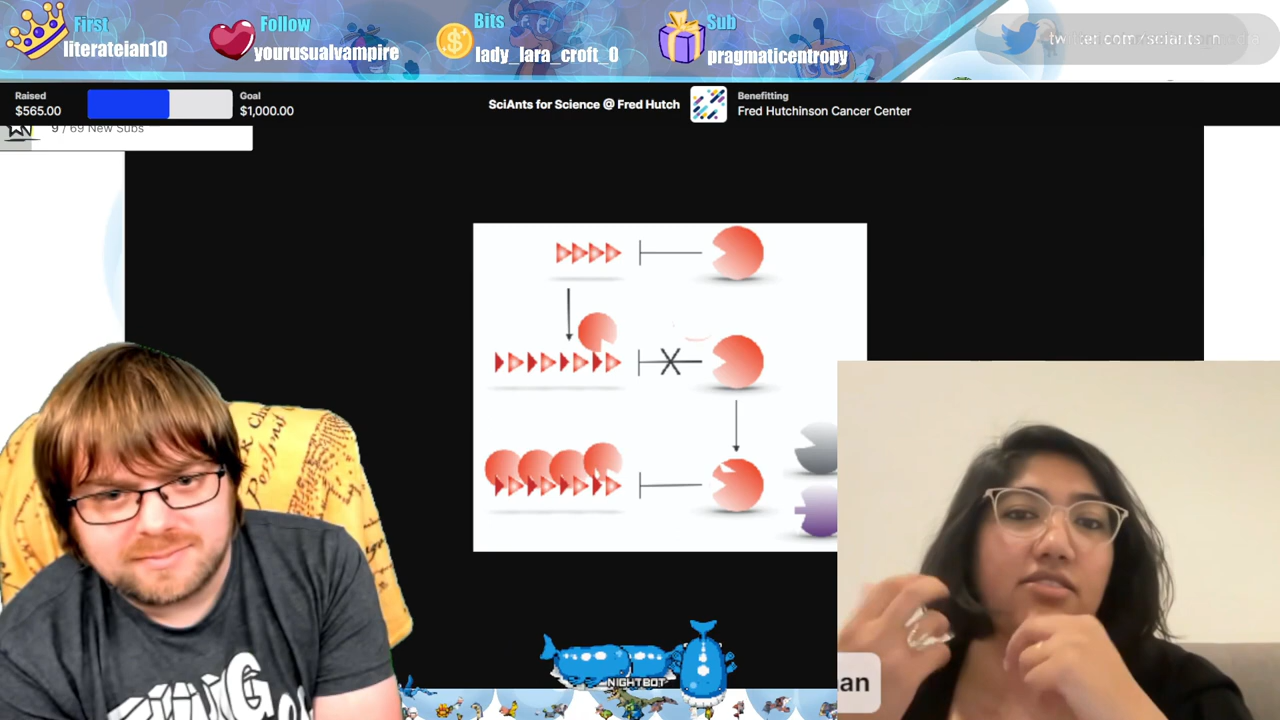 First
literateian10
Follow
yourusualvampire
Bits
lady_lara_croft_0
Sub
pragmaticentropy
Raised
$565.00
Goal
$1,000.00
SciAnts for Science @ Fred Hutch
Benefitting
Fred Hutchinson Cancer Center
9 / 69 New Subs
X
NIGHTBOT
an